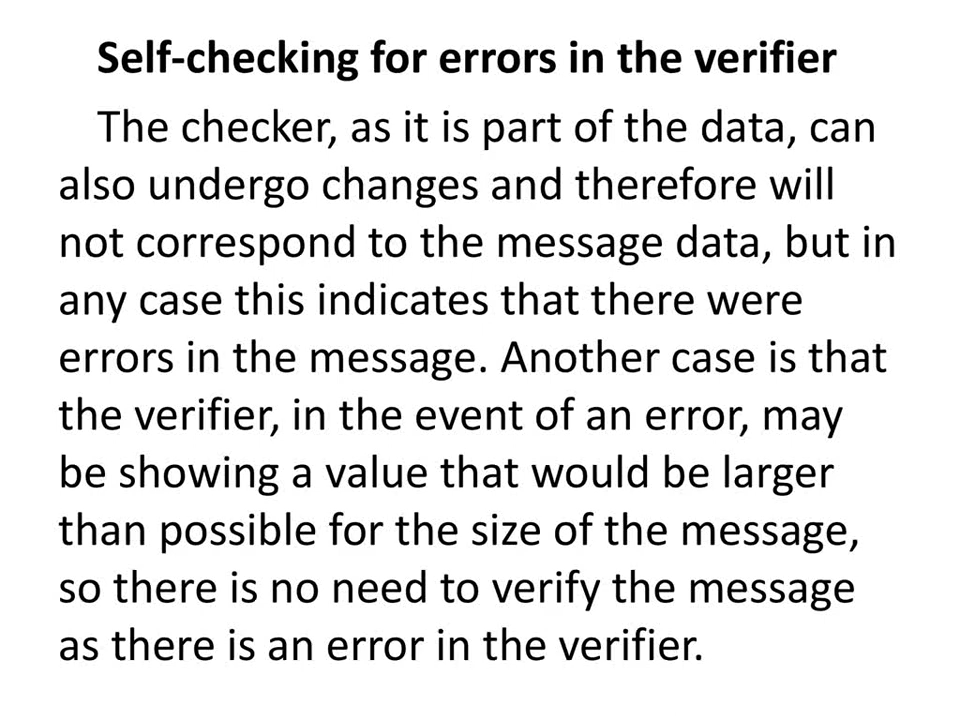 Self-checking for errors in the verifier
The checker, as it is part of the data, can
also undergo changes and therefore will
not correspond to the message data, but in
any case this indicates that there were
errors in the message. Another case is that
the verifier, in the event of an error, may
be showing a value that would be larger
than possible for the size of the message,
so there is no need to verify the message
as there is an error in the verifier.